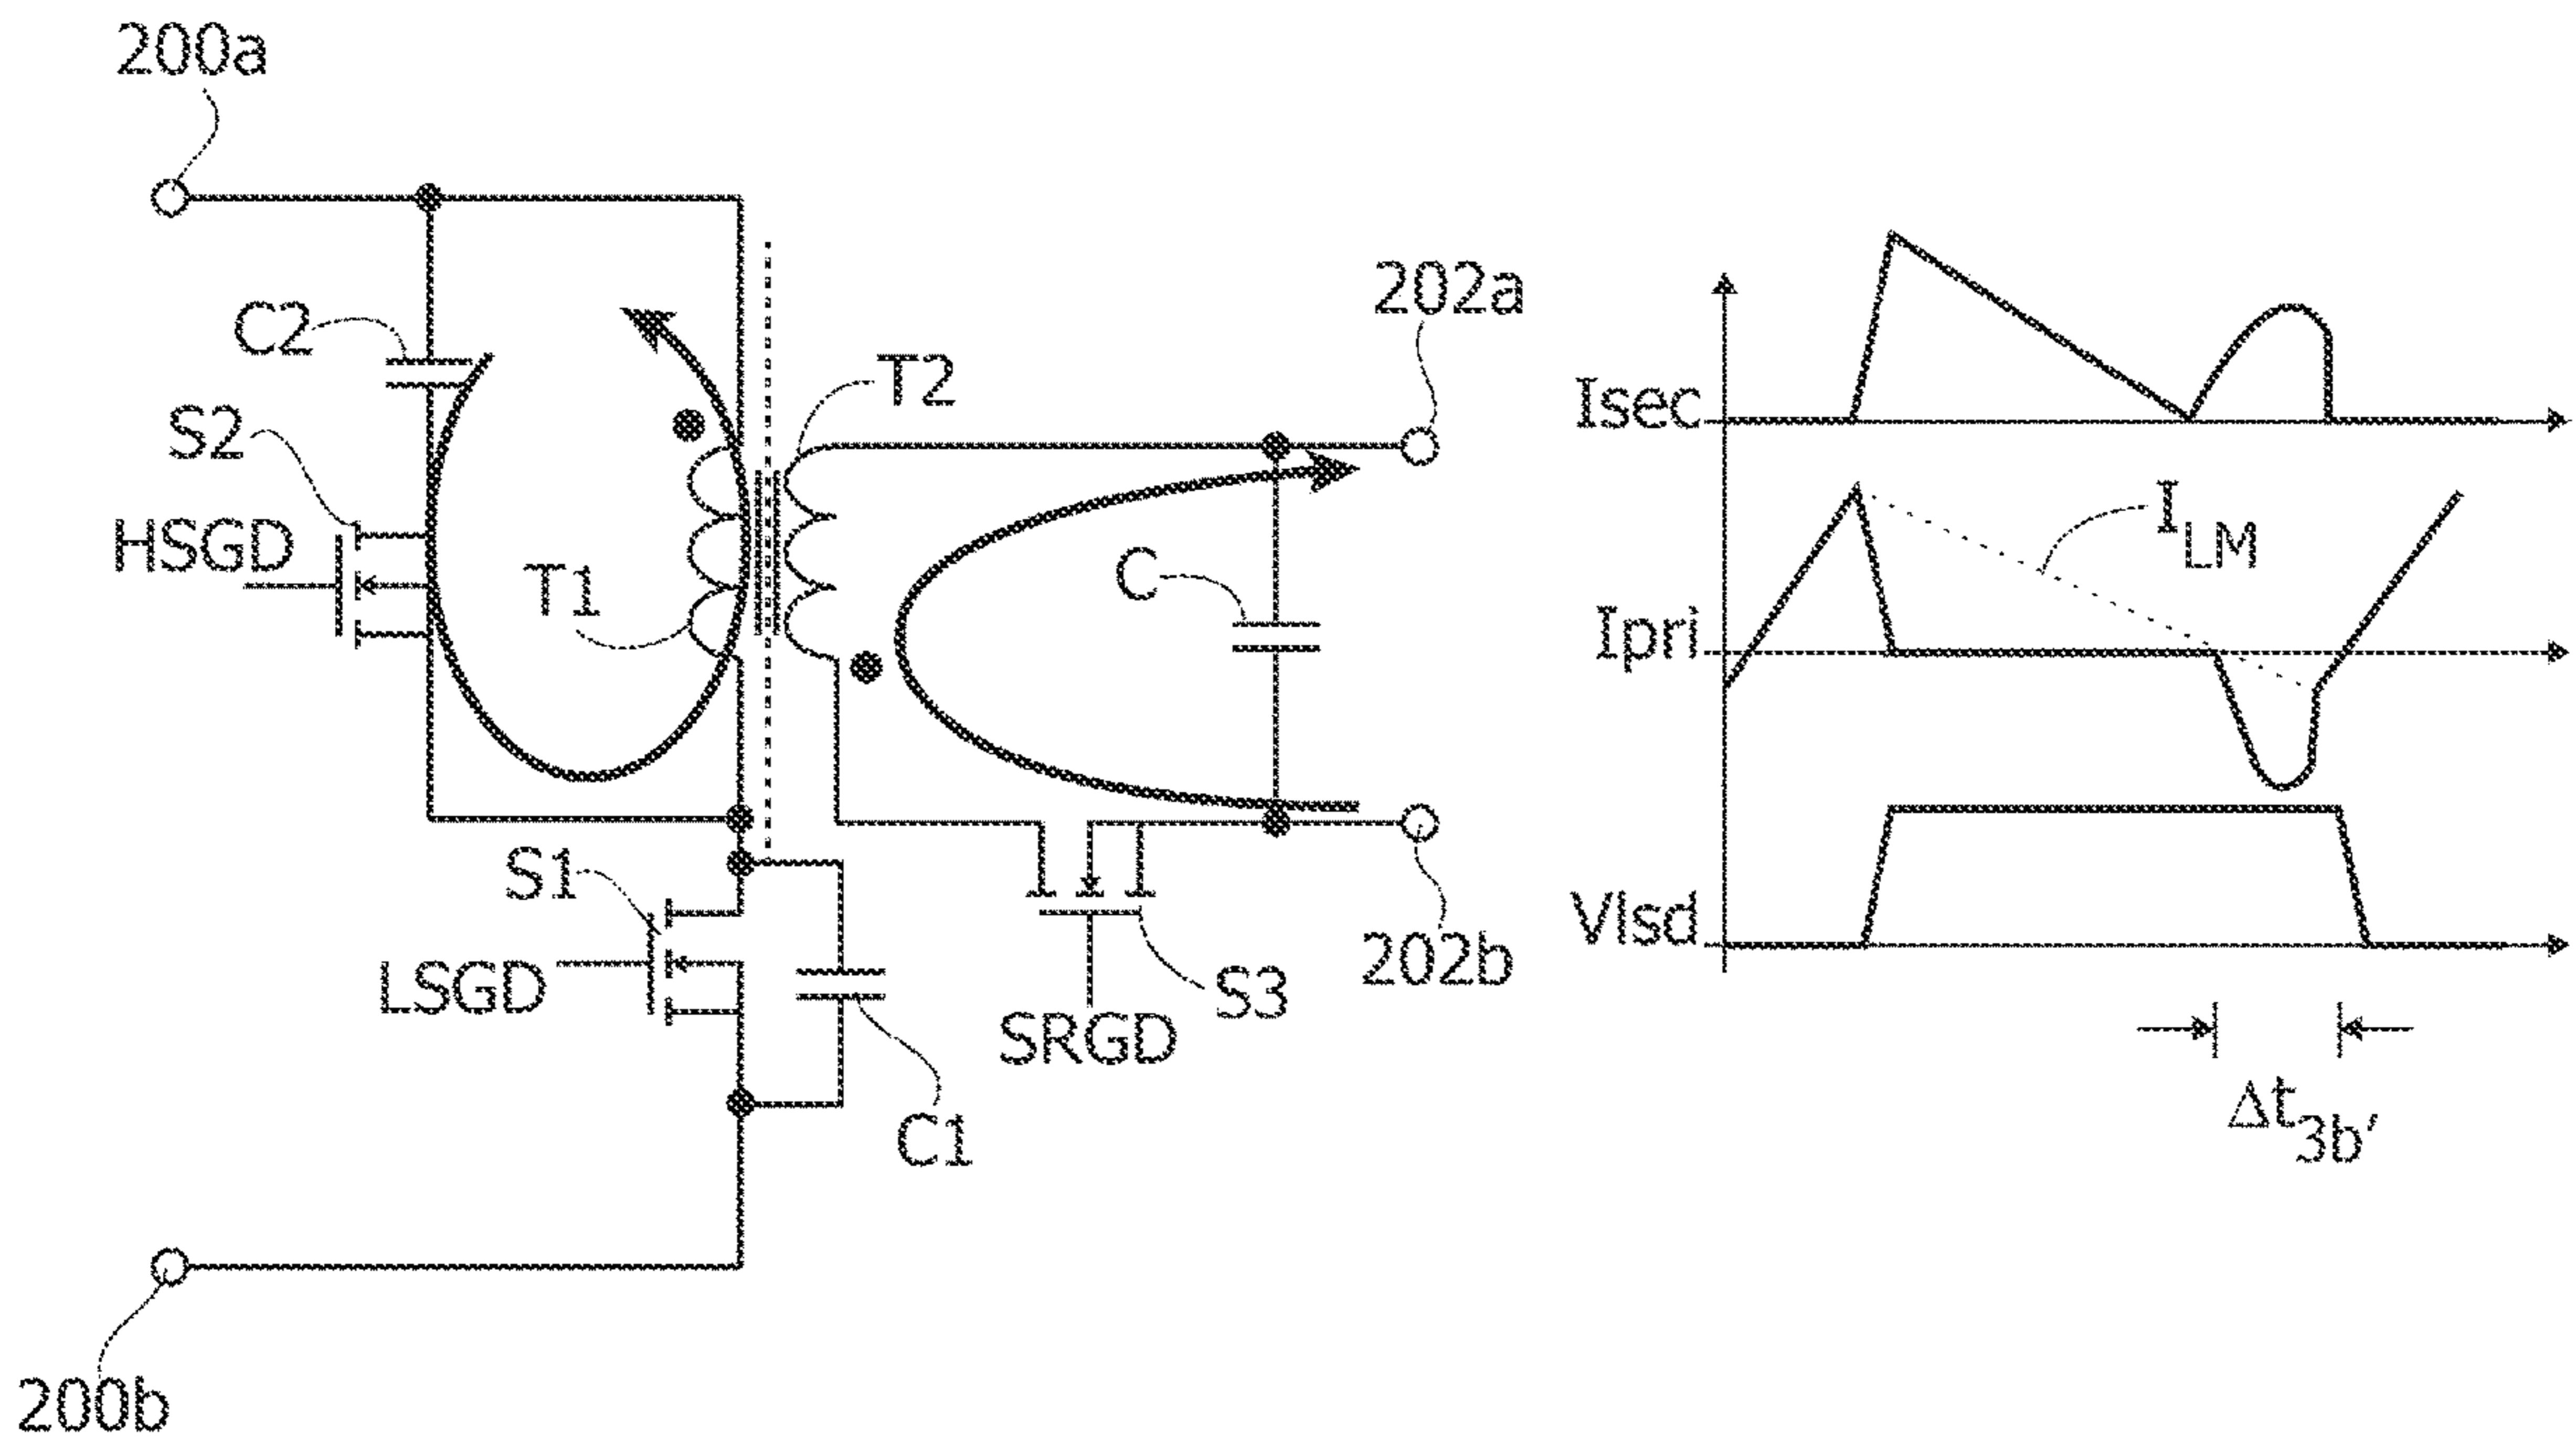 200a
C2
S2
HSGD
T1
T2
202a
C
S1
LSGD
C1
SRGD
S3
202b
200b
Isec
I_LM
Ipri
Vlsd
Δt_3b'